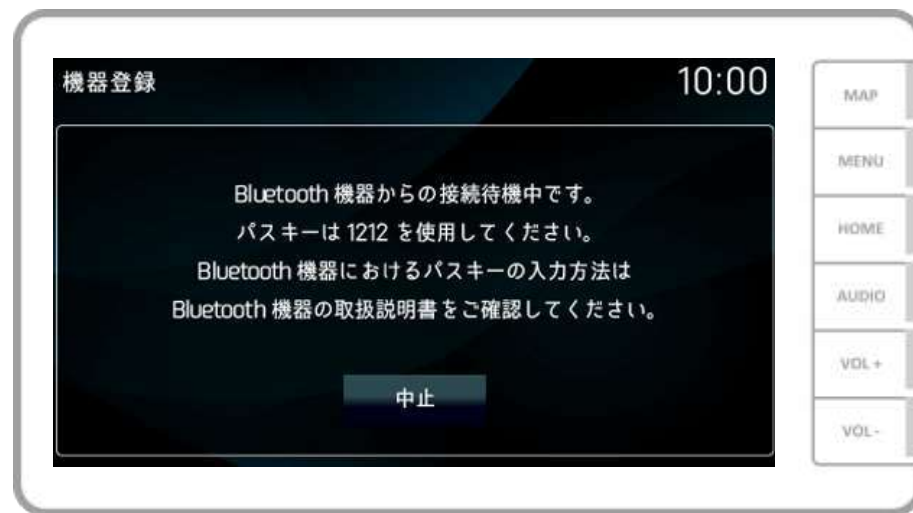 機器登録
10:00
Bluetooth 機器からの接続待機中です。
パスキーは 1212 を使用してください。
Bluetooth 機器におけるパスキーの入力方法は
Bluetooth 機器の取扱説明書をご確認してください。
中止
MAP
MENU
HOME
AUDIO
VOL +
VOL -